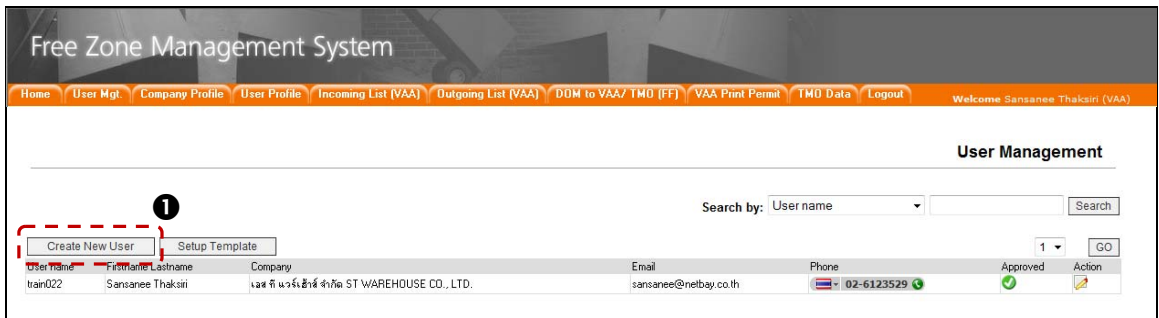 Free Zone Management System
Home User Mgt. Company Profile User Profile Incoming List (VAA) Outgoing List (VAA) DOM to VAA/ TMO (FF) VAA Print Permit TMO Data Logout Welcome Sansanee Thaksiri (VAA)
User Management
1
Search by: User name Search
Create New User Setup Template 1 GO
User name Firstname Lastname Company Email Phone Approved Action
train022 Sansanee Thaksiri เอส ที แวร์เฮ้าส์ จำกัด ST WAREHOUSE CO., LTD. sansanee@netbay.co.th 02-6123529